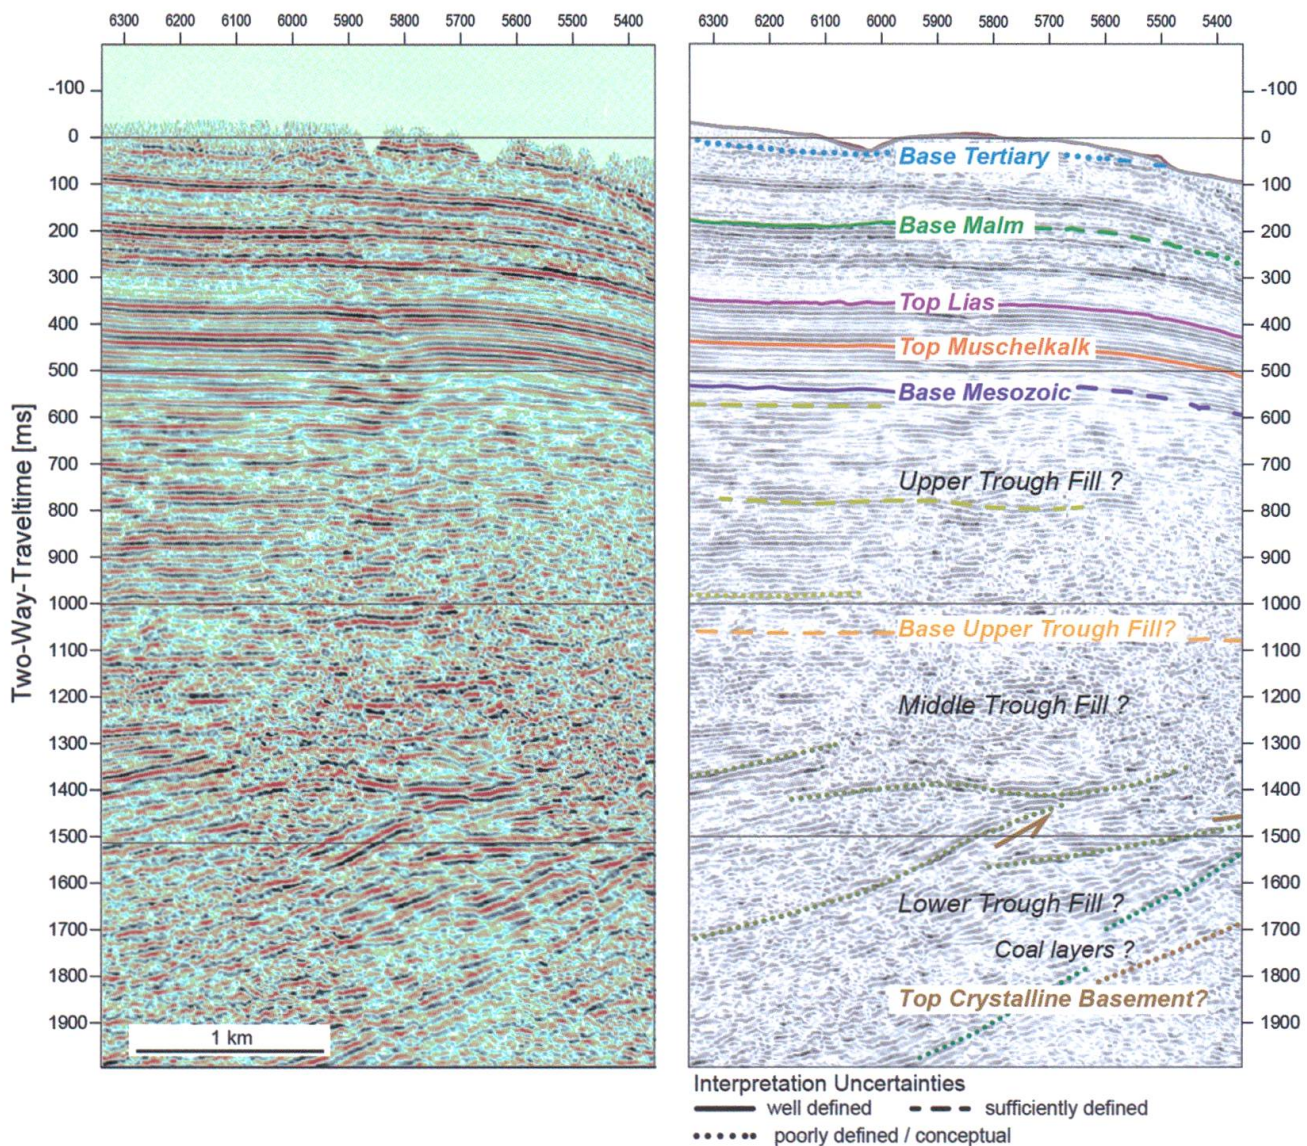 6300 6200 6100 6000 5900 5800 5700 5600 5500 5400
6300 6200 6100 6000 5900 5800 5700 5600 5500 5400
Two-Way-Traveltime [ms]
-100
0
100
200
300
400
500
600
700
800
900
1000
1100
1200
1300
1400
1500
1600
1700
1800
1900
1 km
Base Tertiary
Base Malm
Top Lias
Top Muschelkalk
Base Mesozoic
Upper Trough Fill ?
Base Upper Trough Fill?
Middle Trough Fill ?
Lower Trough Fill ?
Coal layers ?
Top Crystalline Basement?
-100
0
100
200
300
400
500
600
700
800
900
1000
1100
1200
1300
1400
1500
1600
1700
1800
1900
Interpretation Uncertainties
well defined sufficiently defined
poorly defined / conceptual